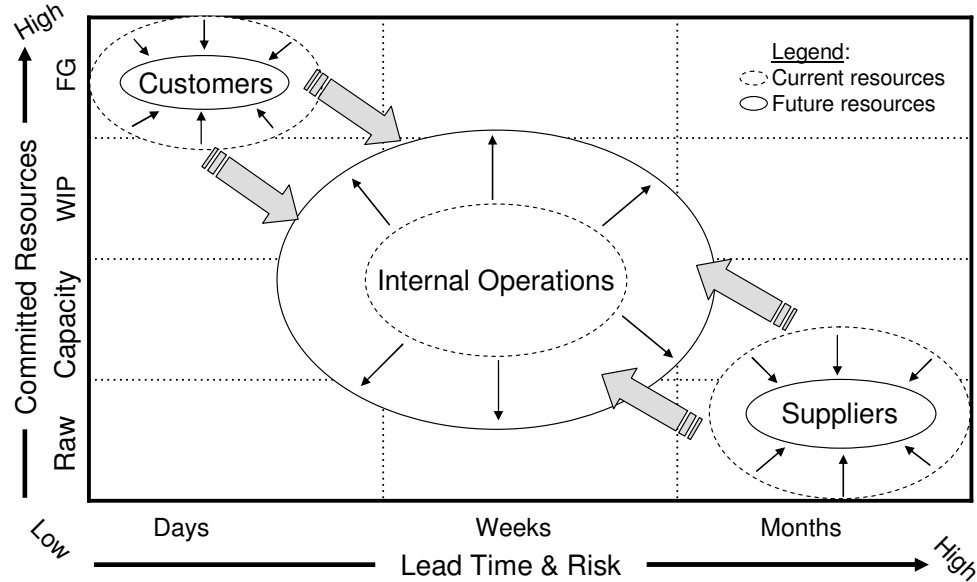 High
FG
WIP
Capacity
Raw
Committed Resources
Low
Customers
Legend:
Current resources
Future resources
Internal Operations
Suppliers
Days
Weeks
Months
Lead Time & Risk
High